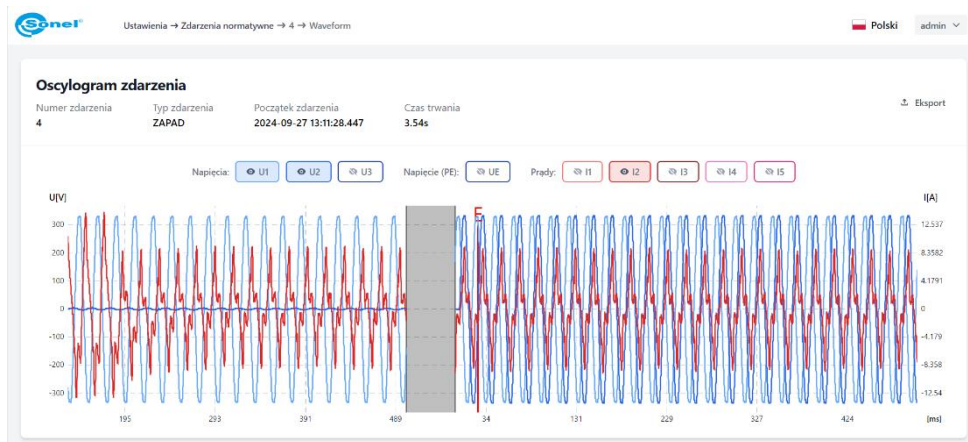 Sonel®
Ustawienia → Zdarzenia normatywne → 4 → Waveform
Polski
admin
Oscylogram zdarzenia
Numer zdarzenia Typ zdarzenia Początek zdarzenia Czas trwania
4 ZAPAD 2024-09-27 13:11:28.447 3.54s
Eksport
Napięcia: U1 U2 U3 Napięcie (PE): UE Prądy: I1 I2 I3 I4 I5
U[V] I[A]
E
300 12.537
200 8.3582
100 4.1791
0 0
-100 -4.179
-200 -8.358
-300 -12.54
195 293 391 489 34 131 229 327 424 [ms]